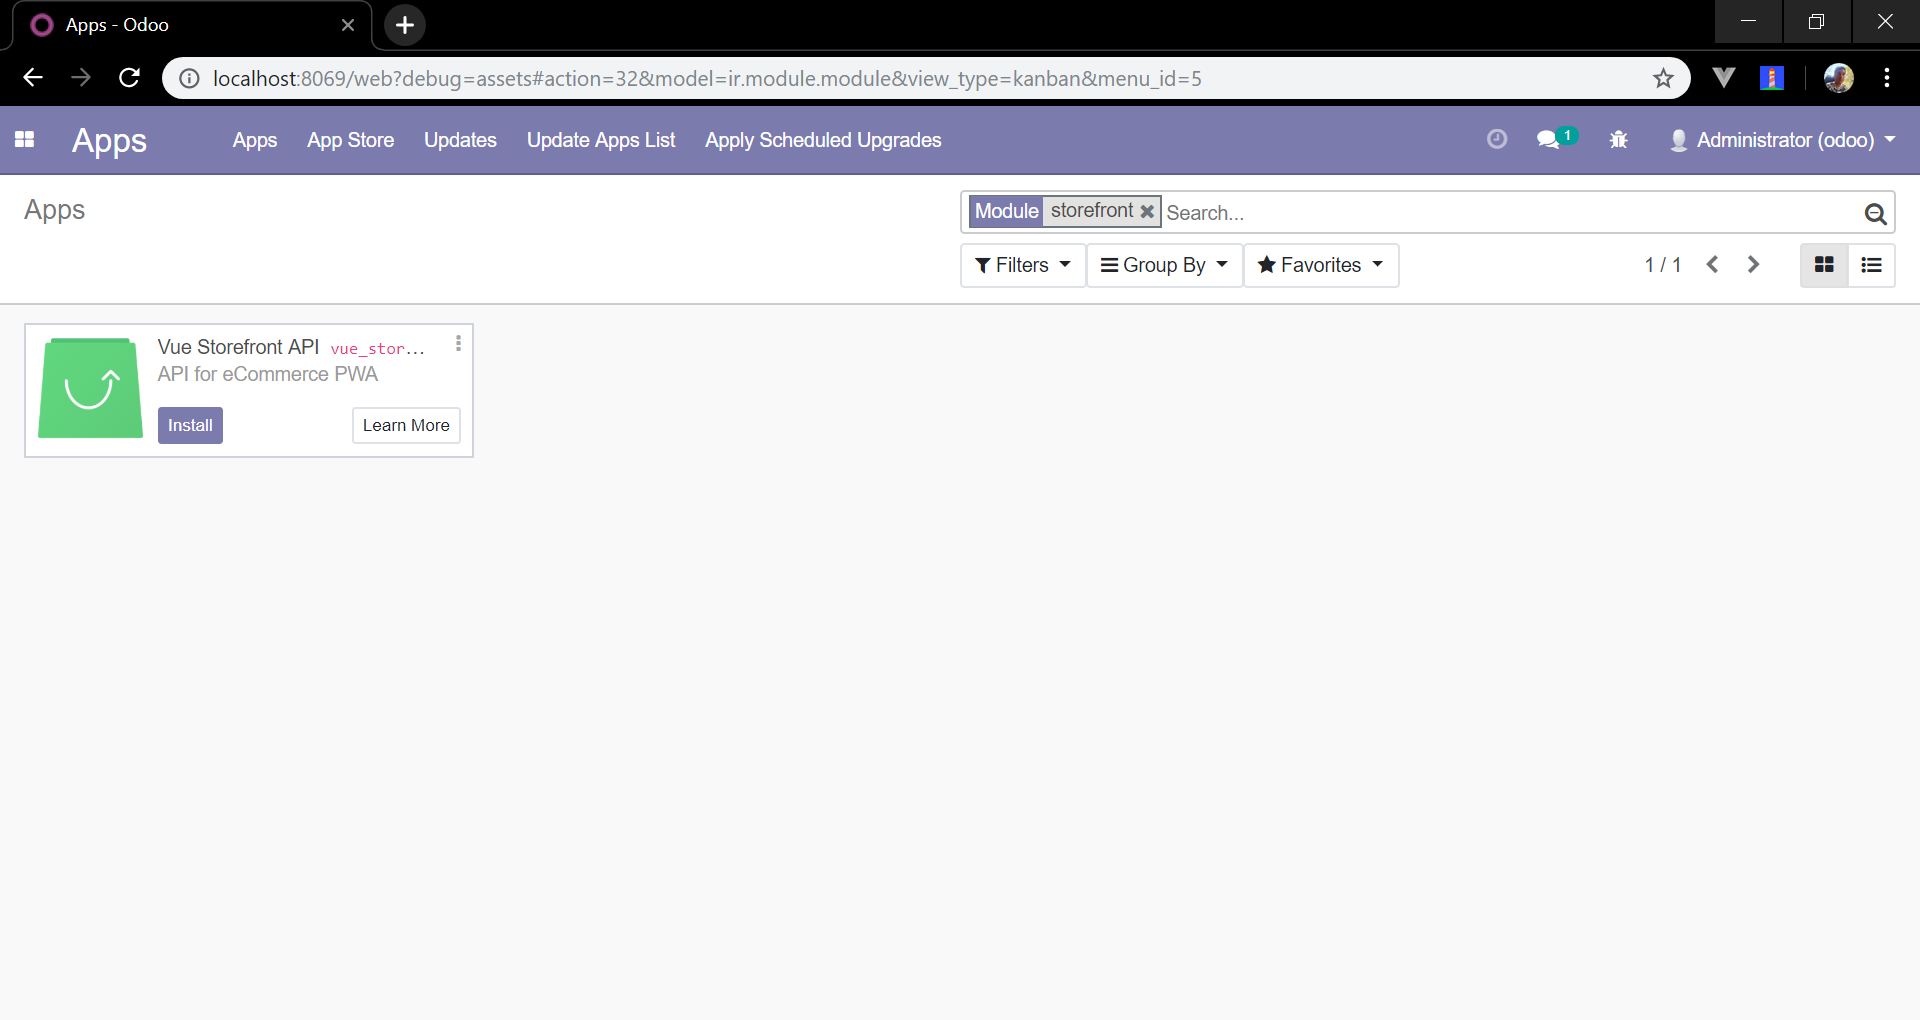 Apps - Odoo
localhost:8069/web?debug=assets#action=32&model=ir.module.module&view_type=kanban&menu_id=5
Apps Apps App Store Updates Update Apps List Apply Scheduled Upgrades 1 Administrator (odoo)
Apps
Module storefront Search...
Filters Group By Favorites 1 / 1
Vue Storefront API vue_stor...
API for eCommerce PWA
Install Learn More